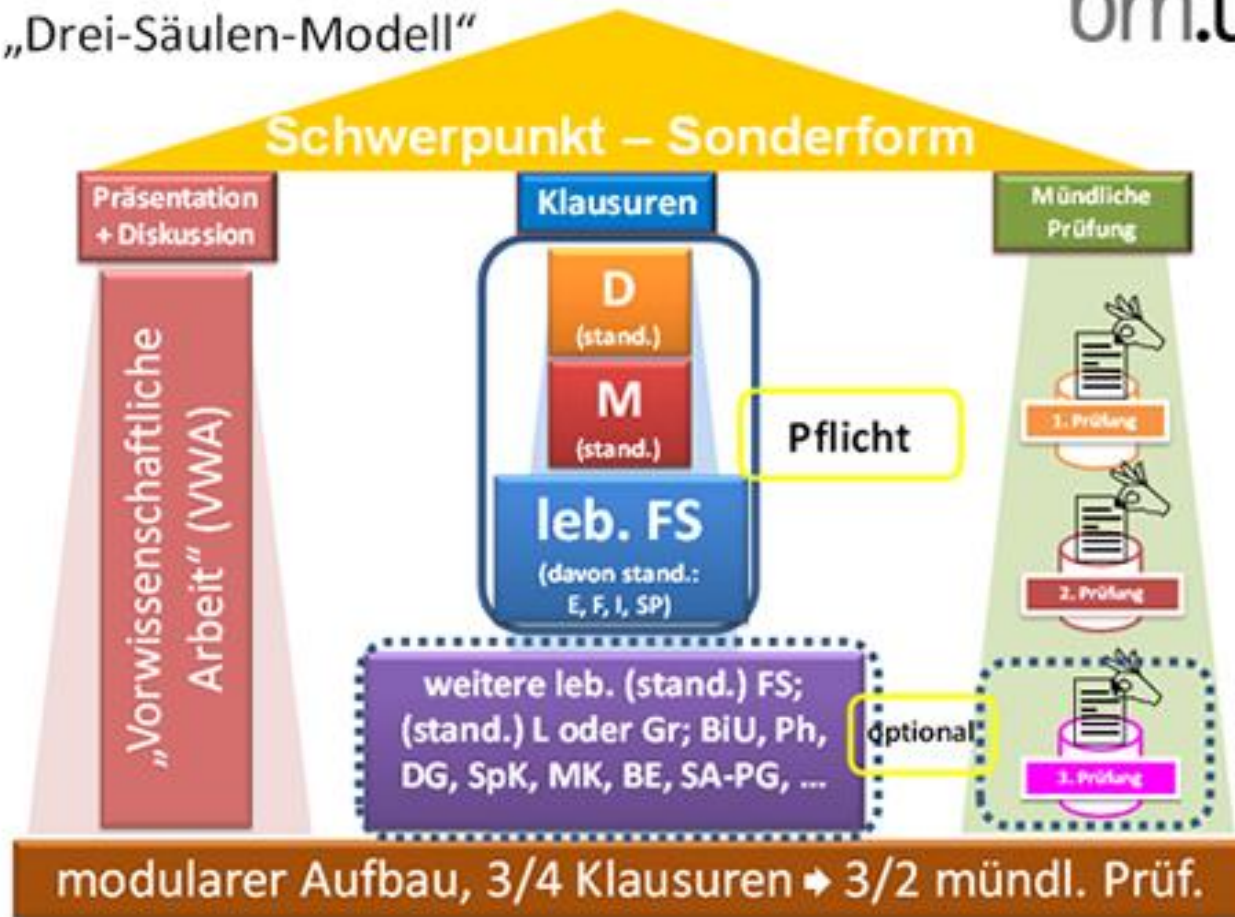 „Drei-Säulen-Modell“
bm.u
Schwerpunkt – Sonderform
Präsentation
+ Diskussion
„Vorwissenschaftliche
Arbeit“ (VWA)
Klausuren
D
(stand.)
M
(stand.)
leb. FS
(davon stand.:
E, F, I, SP)
Pflicht
weitere leb. (stand.) FS;
(stand.) L oder Gr; BiU, Ph,
DG, SpK, MK, BE, SA-PG, ...
optional
Mündliche
Prüfung
1. Prüfung
2. Prüfung
3. Prüfung
modularer Aufbau, 3/4 Klausuren ➧ 3/2 mündl. Prüf.